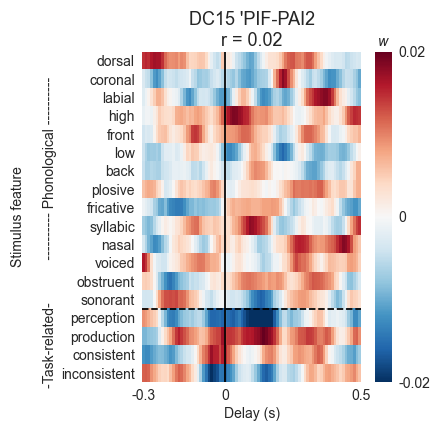 DC15 'PIF-PAI2
r = 0.02
w
dorsal
coronal
labial
high
front
low
back
plosive
fricative
syllabic
nasal
voiced
obstruent
sonorant
perception
production
consistent
inconsistent
Stimulus feature
---------- Phonological ----------
-Task-related-
0.02
0
-0.02
-0.3 0 0.5
Delay (s)